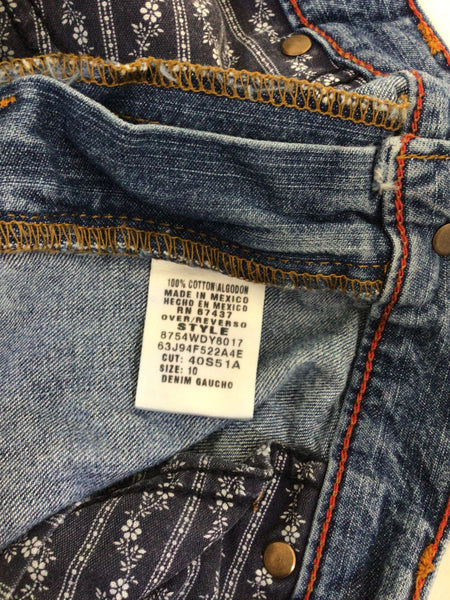 100% COTTON/ALGODON
MADE IN MEXICO
HECHO EN MEXICO
RN 67437
OVER/REVERSO
STYLE
8754WDY8017
63J94F522A4E
CUT: 40S51A
SIZE: 10
DENIM GAUCHO